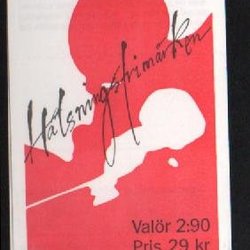 Hälsningsfrimärken
Valör 2:90
Pris 29 kr